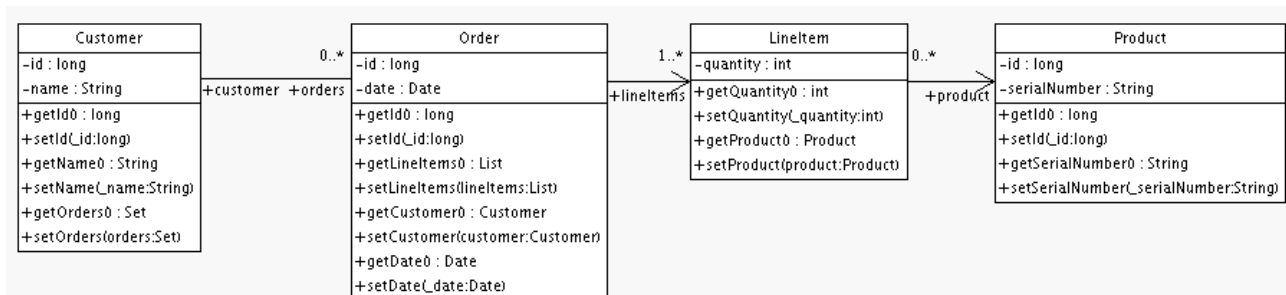 Customer
-id : long
-name : String
+getId() : long
+setId(_id:long)
+getName() : String
+setName(_name:String)
+getOrders() : Set
+setOrders(orders:Set)
0..*
+customer +orders
Order
-id : long
-date : Date
+getId() : long
+setId(_id:long)
+getLineItems() : List
+setLineItems(lineItems:List)
+getCustomer() : Customer
+setCustomer(customer:Customer)
+getDate() : Date
+setDate(_date:Date)
1..*
+lineItems
LineItem
-quantity : int
+getQuantity() : int
+setQuantity(_quantity:int)
+getProduct() : Product
+setProduct(product:Product)
0..*
+product
Product
-id : long
-serialNumber : String
+getId() : long
+setId(_id:long)
+getSerialNumber() : String
+setSerialNumber(_serialNumber:String)